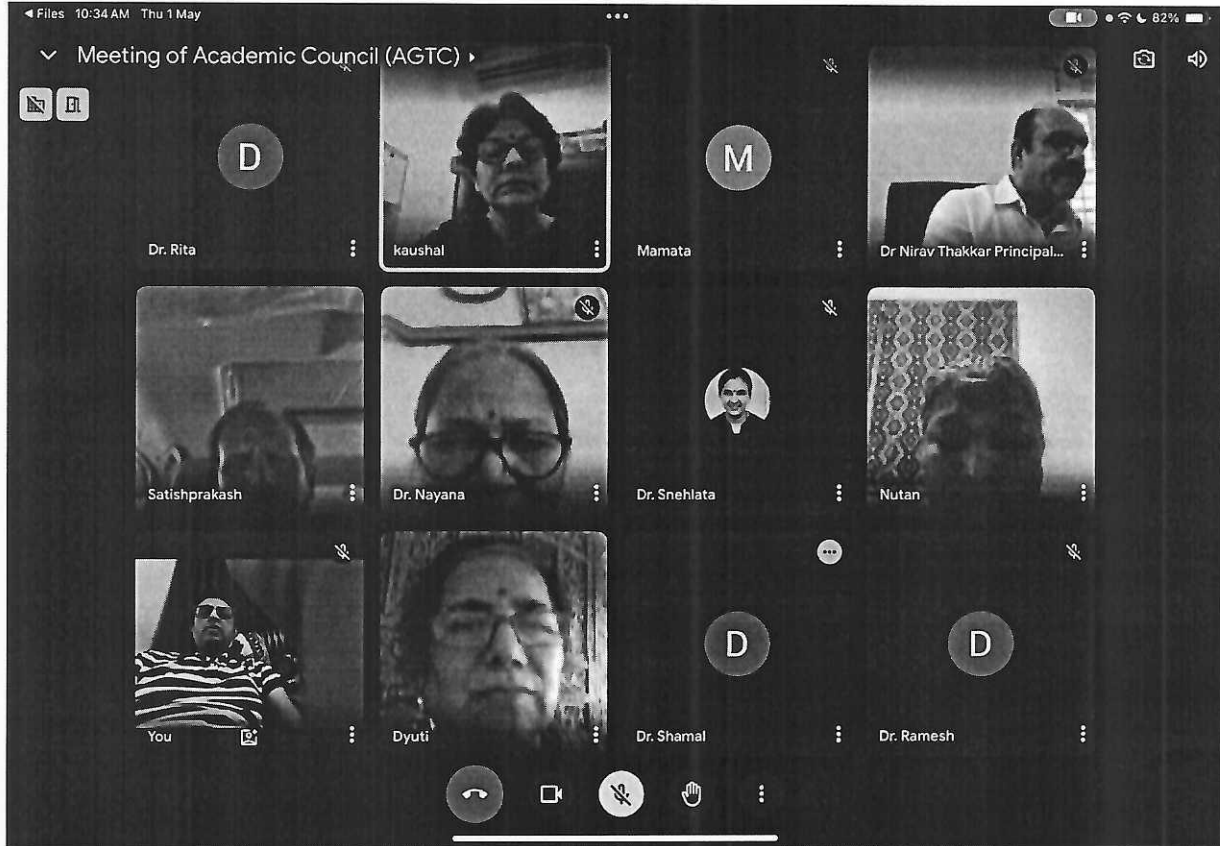 Files 10:34 AM Thu 1 May
82%
Meeting of Academic Council (AGTC)
D
M
Dr. Rita
kaushal
Mamata
Dr Nirav Thakkar Principal...
Satishprakash
Dr. Nayana
Dr. Snehlata
Nutan
D
D
You
Dyuti
Dr. Shamal
Dr. Ramesh